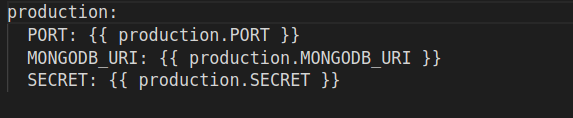 production:
  PORT: {{ production.PORT }}
  MONGODB_URI: {{ production.MONGODB_URI }}
  SECRET: {{ production.SECRET }}